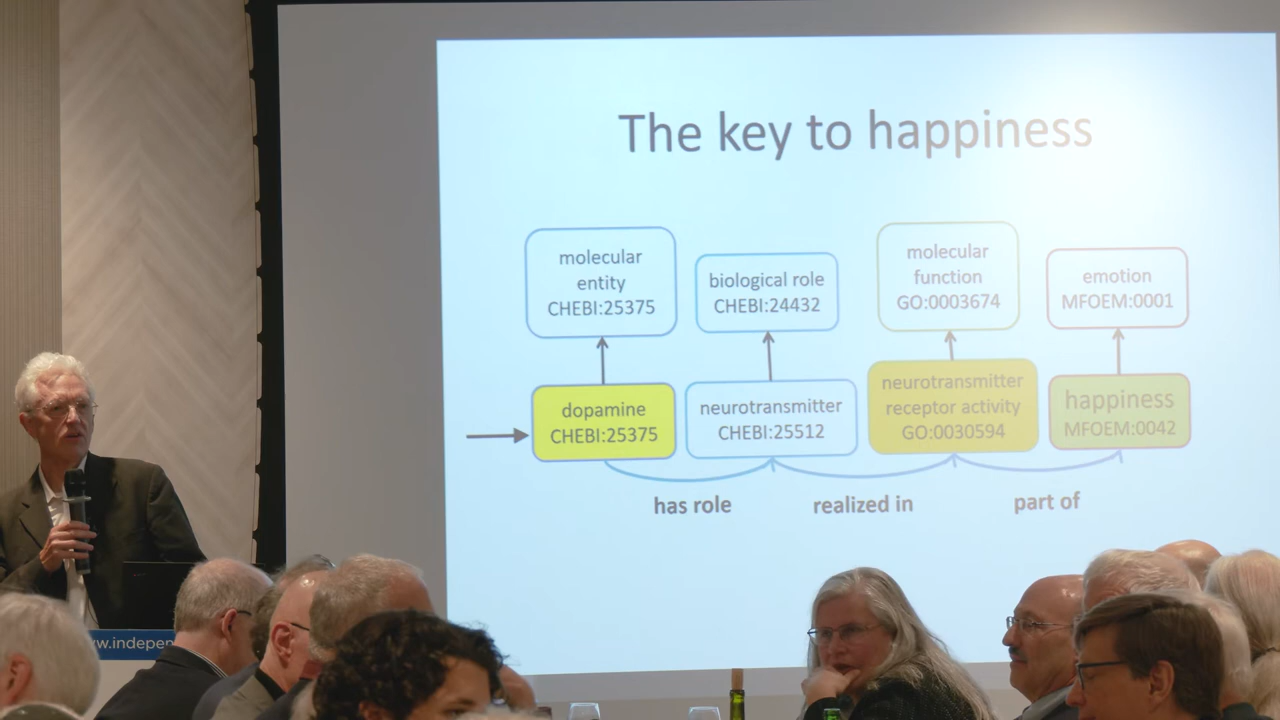 The key to happiness
molecular
entity
CHEBI:25375
biological role
CHEBI:24432
molecular
function
GO:0003674
emotion
MFOEM:0001
dopamine
CHEBI:25375
neurotransmitter
CHEBI:25512
neurotransmitter
receptor activity
GO:0030594
happiness
MFOEM:0042
has role
realized in
part of
w.indepen